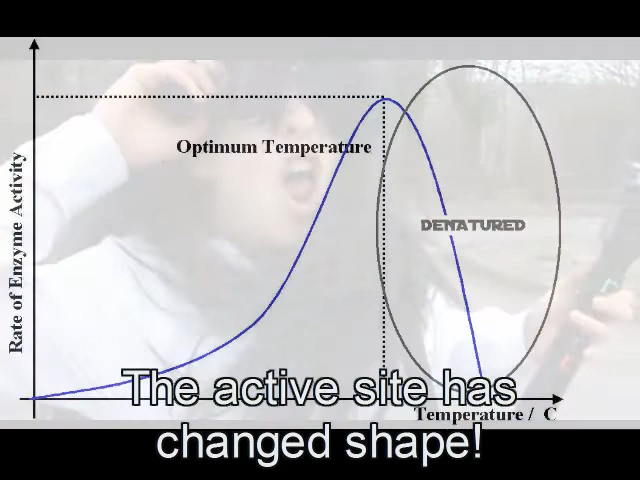 Rate of Enzyme Activity
Optimum Temperature
DENATURED
Temperature / C
The active site has
changed shape!